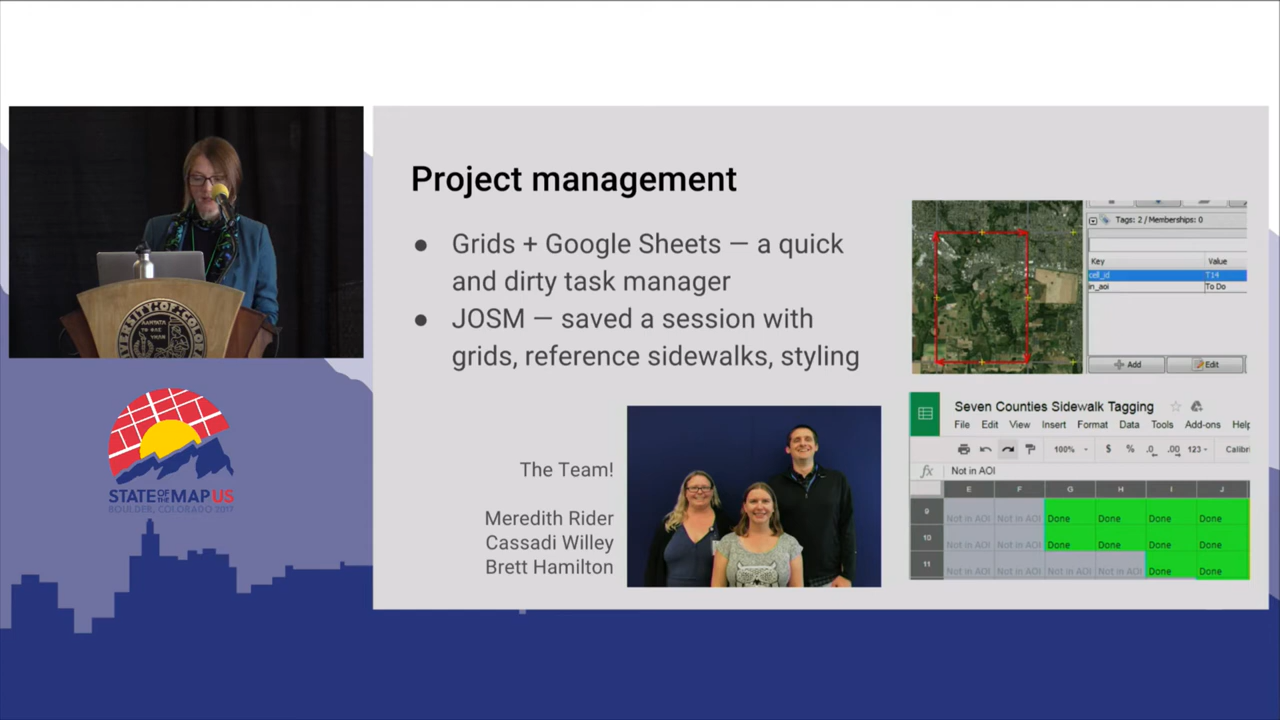 Project management
● Grids + Google Sheets — a quick
and dirty task manager
● JOSM — saved a session with
grids, reference sidewalks, styling
The Team!
Meredith Rider
Cassadi Willey
Brett Hamilton
Tags: 2 / Memberships: 0
Key Value
cell_id T14
in_aoi To Do
Add Edit
Seven Counties Sidewalk Tagging
File Edit View Insert Format Data Tools Add-ons Help
100% $ % .0 .00 123 Calibri
fx Not in AOI
E F G H I J
9 Not in AOI Not in AOI Done Done Done Done
10 Not in AOI Not in AOI Done Done Done Done
11 Not in AOI Not in AOI Not in AOI Not in AOI Done Done
STATE OF THE MAP US
BOULDER, COLORADO 2017